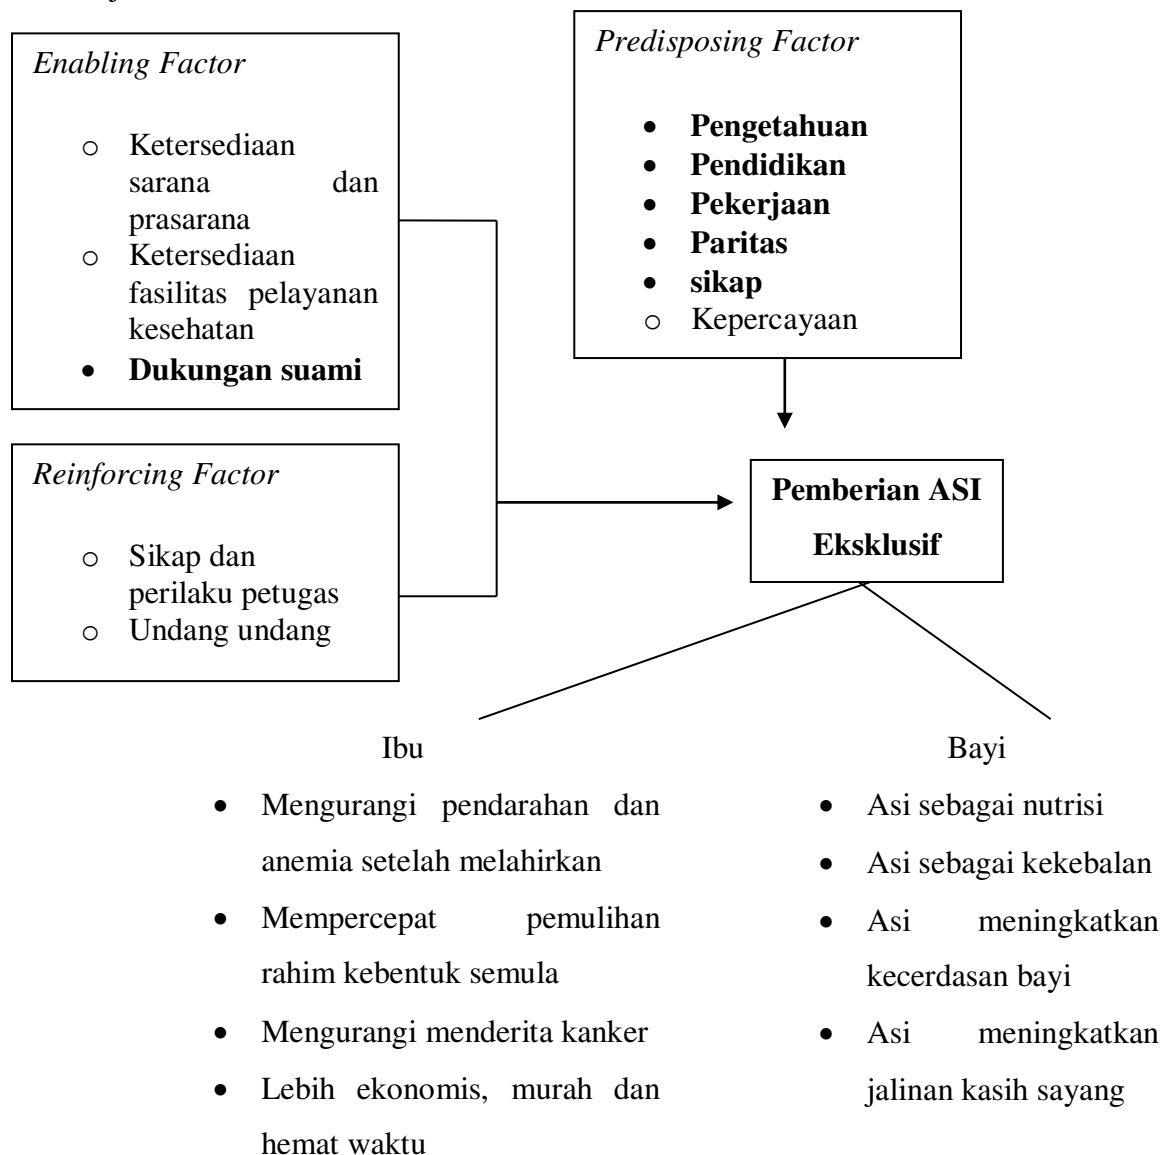 Enabling Factor
○ Ketersediaan
sarana dan
prasarana
○ Ketersediaan
fasilitas pelayanan
kesehatan
● Dukungan suami
Predisposing Factor
● Pengetahuan
● Pendidikan
● Pekerjaan
● Paritas
● sikap
○ Kepercayaan
Reinforcing Factor
○ Sikap dan
perilaku petugas
○ Undang undang
Pemberian ASI
Eksklusif
Ibu
● Mengurangi pendarahan dan
anemia setelah melahirkan
● Mempercepat pemulihan
rahim kebentuk semula
● Mengurangi menderita kanker
● Lebih ekonomis, murah dan
hemat waktu
Bayi
● Asi sebagai nutrisi
● Asi sebagai kekebalan
● Asi meningkatkan
kecerdasan bayi
● Asi meningkatkan
jalinan kasih sayang